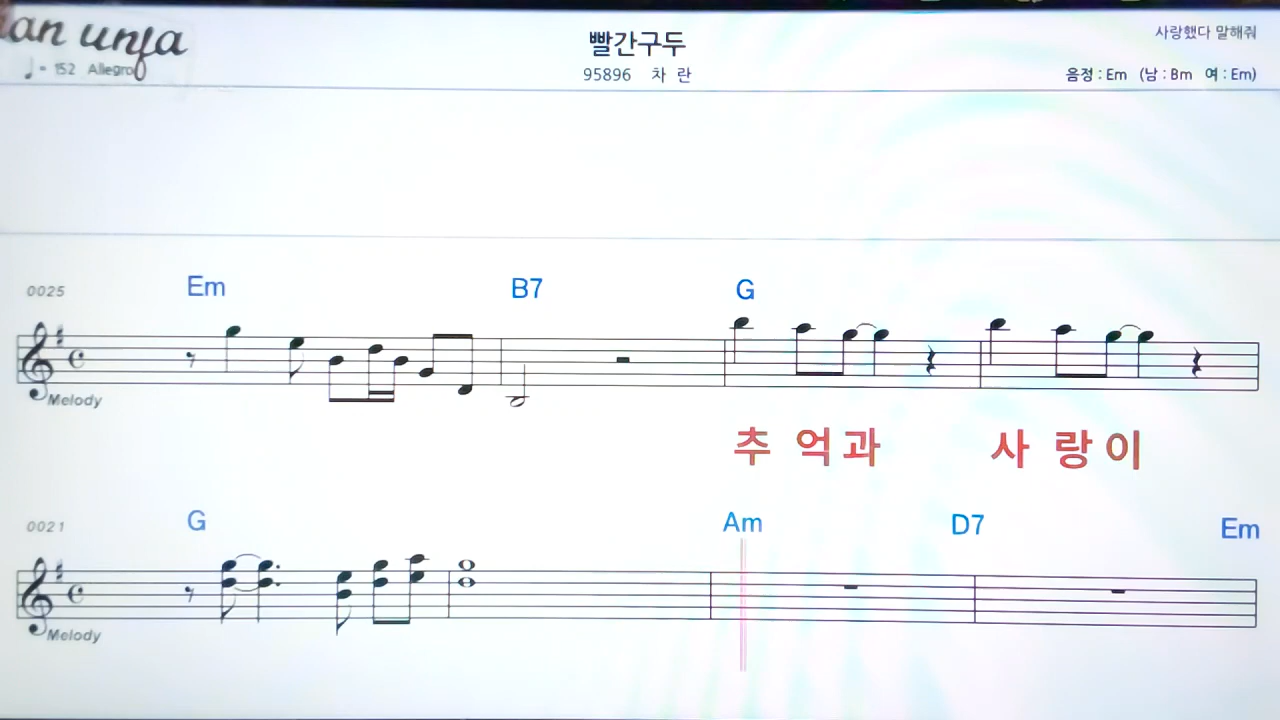 빨간구두
사랑했다 말해줘
♩= 152 Allegro
95896 차 란
음정 : Em (남 : Bm 여 : Em)
0025 Em B7 G
Melody
추 억과 사 랑이
0021 G Am D7 Em
Melody